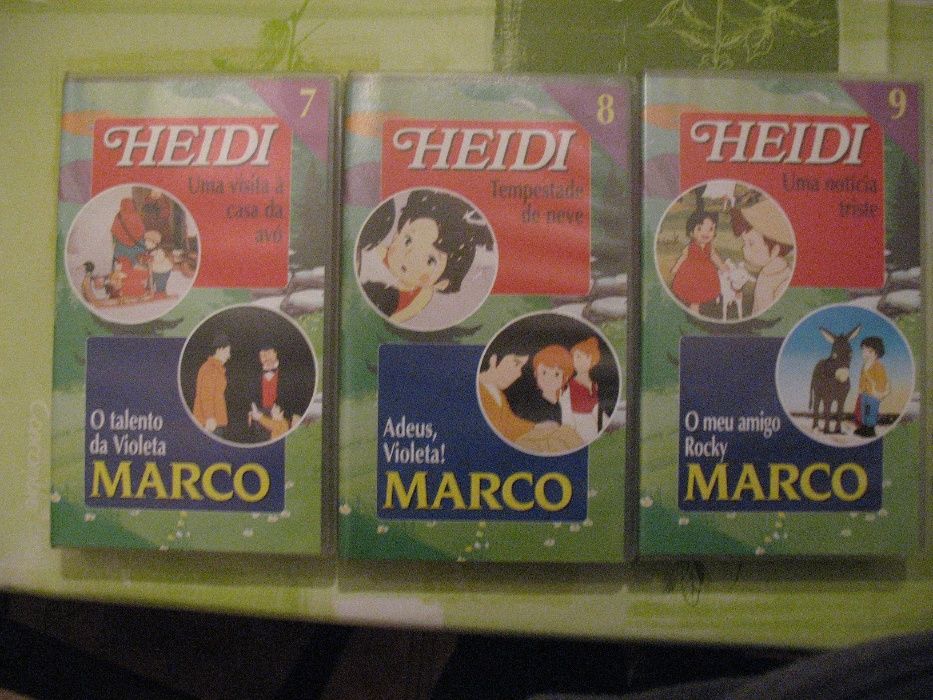 7
HEIDI
Uma visita à
casa da
avó
O talento
da Violeta
MARCO
8
HEIDI
Tempestade
de neve
Adeus,
Violeta!
MARCO
9
HEIDI
Uma notícia
triste
O meu amigo
Rocky
MARCO